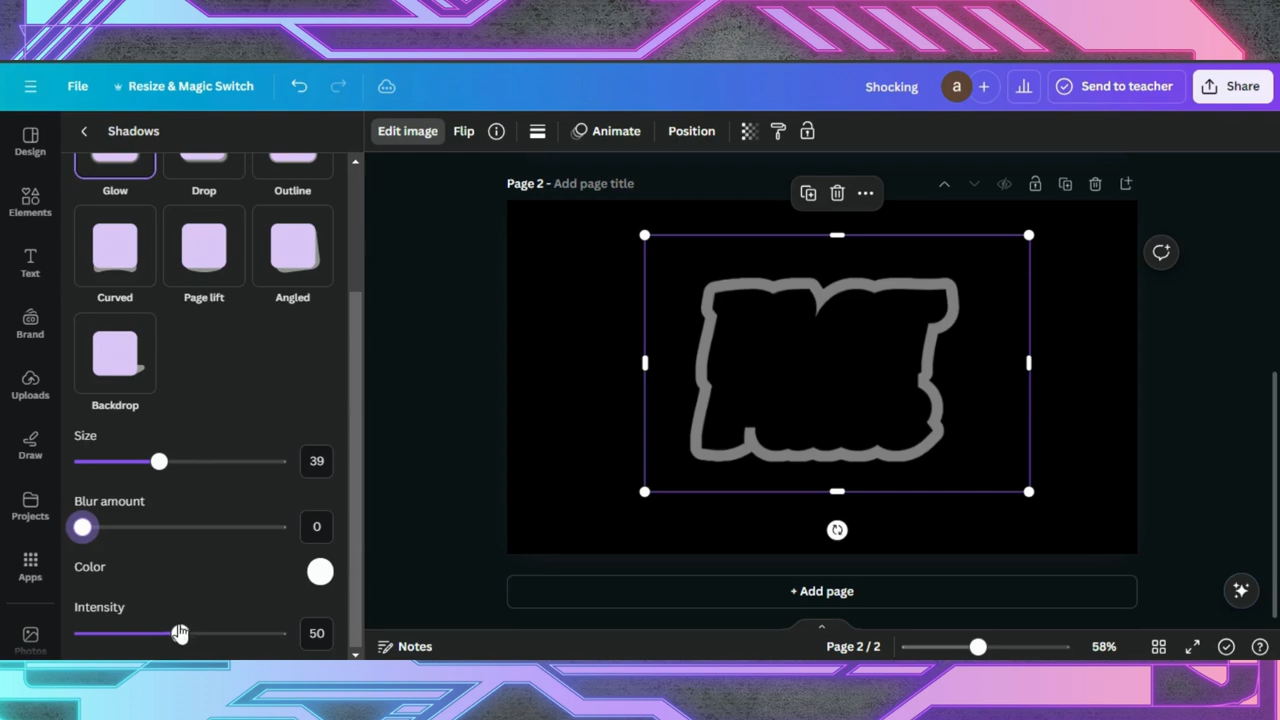 File
Resize & Magic Switch
Shocking
a
Send to teacher
Share
Design
Elements
Text
Brand
Uploads
Draw
Projects
Apps
Photos
Shadows
Glow
Drop
Outline
Curved
Page lift
Angled
Backdrop
Size
39
Blur amount
0
Color
Intensity
50
Edit image
Flip
Animate
Position
Page 2 - Add page title
+ Add page
Notes
Page 2 / 2
58%